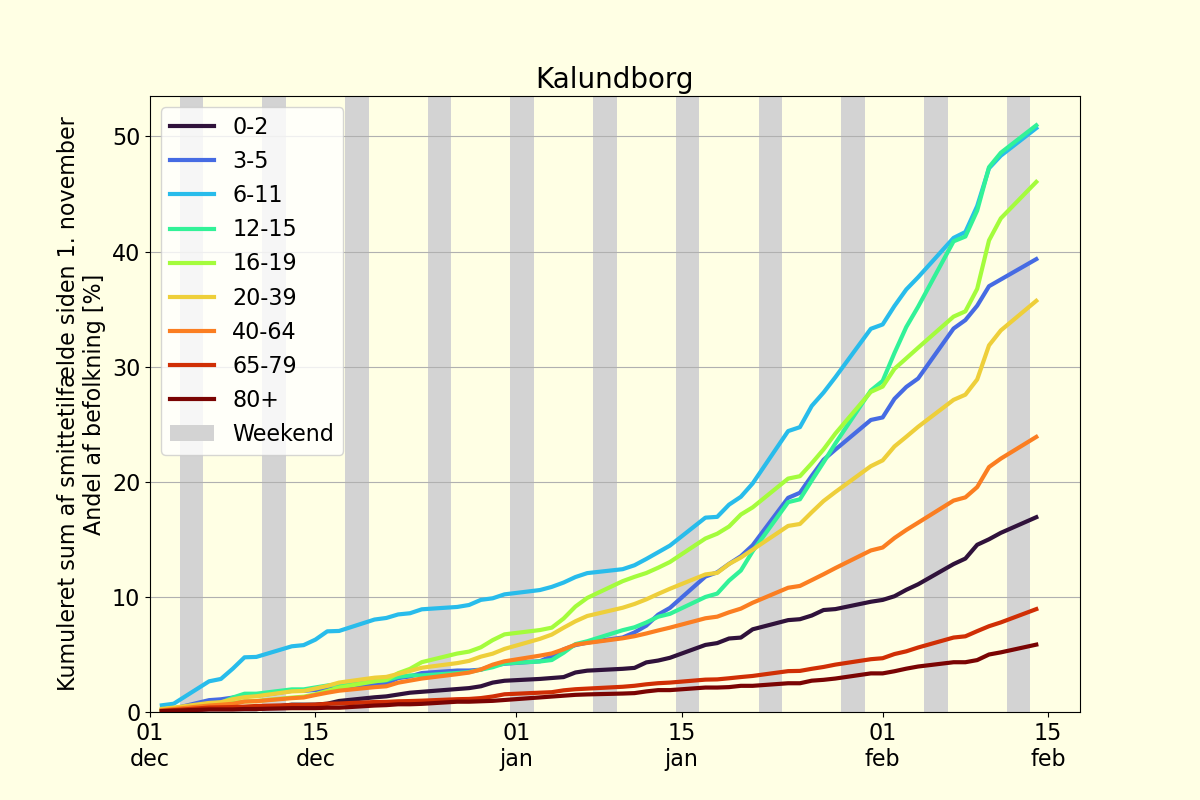 Kalundborg
Kumuleret sum af smittetilfælde siden 1. november
Andel af befolkning [%]
50
40
30
20
10
0
0-2
3-5
6-11
12-15
16-19
20-39
40-64
65-79
80+
Weekend
01 15 01 15 01 15
dec dec jan jan feb feb